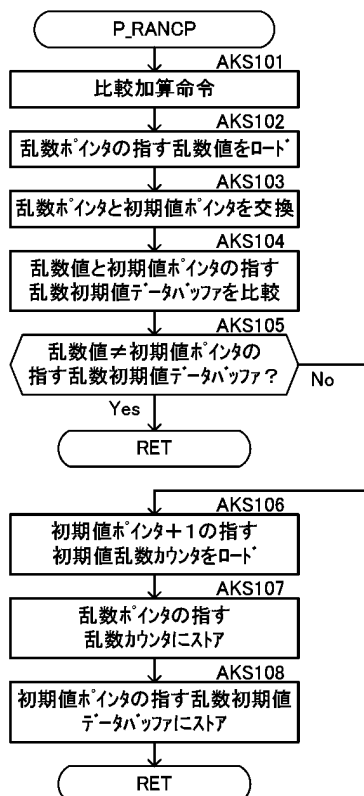 P_RANCP
AKS101
比較加算命令
AKS102
乱数ポインタの指す乱数値をロード
AKS103
乱数ポインタと初期値ポインタを交換
AKS104
乱数値と初期値ポインタの指す
乱数初期値データバッファを比較
AKS105
乱数値≠初期値ポインタの
指す乱数初期値データバッファ?
No
Yes
RET
AKS106
初期値ポインタ+1の指す
初期値乱数カウンタをロード
AKS107
乱数ポインタの指す
乱数カウンタにストア
AKS108
初期値ポインタの指す乱数初期値
データバッファにストア
RET